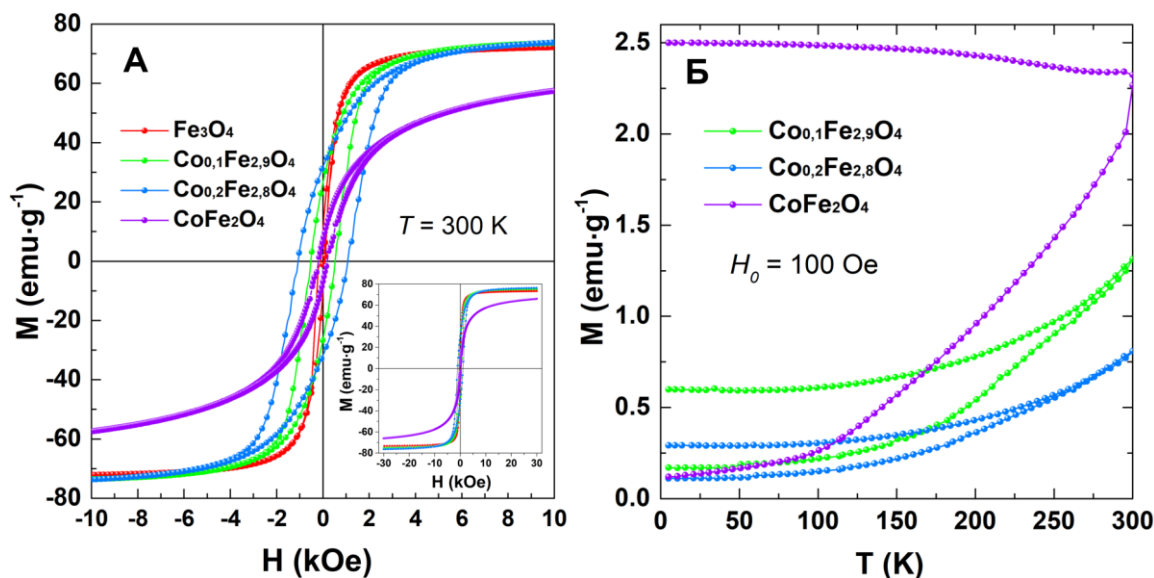 А
Fe₃O₄
Co₀,₁Fe₂,₉O₄
Co₀,₂Fe₂,₈O₄
CoFe₂O₄
T = 300 K
M (emu·g⁻¹)
80
60
40
20
0
-20
-40
-60
-80
-10 -8 -6 -4 -2 0 2 4 6 8 10
H (kOe)
M (emu·g⁻¹)
80
60
40
20
0
-20
-40
-60
-80
-30 -20 -10 0 10 20 30
H (kOe)
Б
Co₀,₁Fe₂,₉O₄
Co₀,₂Fe₂,₈O₄
CoFe₂O₄
H₀ = 100 Oe
M (emu·g⁻¹)
2.5
2.0
1.5
1.0
0.5
0.0
0 50 100 150 200 250 300
T (K)